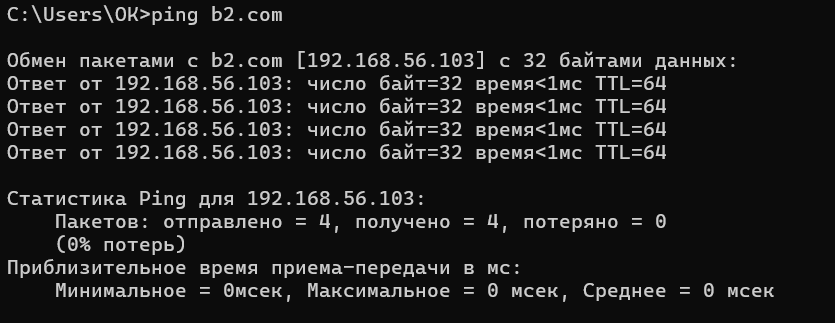 C:\Users\OK>ping b2.com
Обмен пакетами с b2.com [192.168.56.103] с 32 байтами данных:
Ответ от 192.168.56.103: число байт=32 время<1мс TTL=64
Ответ от 192.168.56.103: число байт=32 время<1мс TTL=64
Ответ от 192.168.56.103: число байт=32 время<1мс TTL=64
Ответ от 192.168.56.103: число байт=32 время<1мс TTL=64
Статистика Ping для 192.168.56.103:
    Пакетов: отправлено = 4, получено = 4, потеряно = 0
    (0% потерь)
Приблизительное время приема-передачи в мс:
    Минимальное = 0мсек, Максимальное = 0 мсек, Среднее = 0 мсек